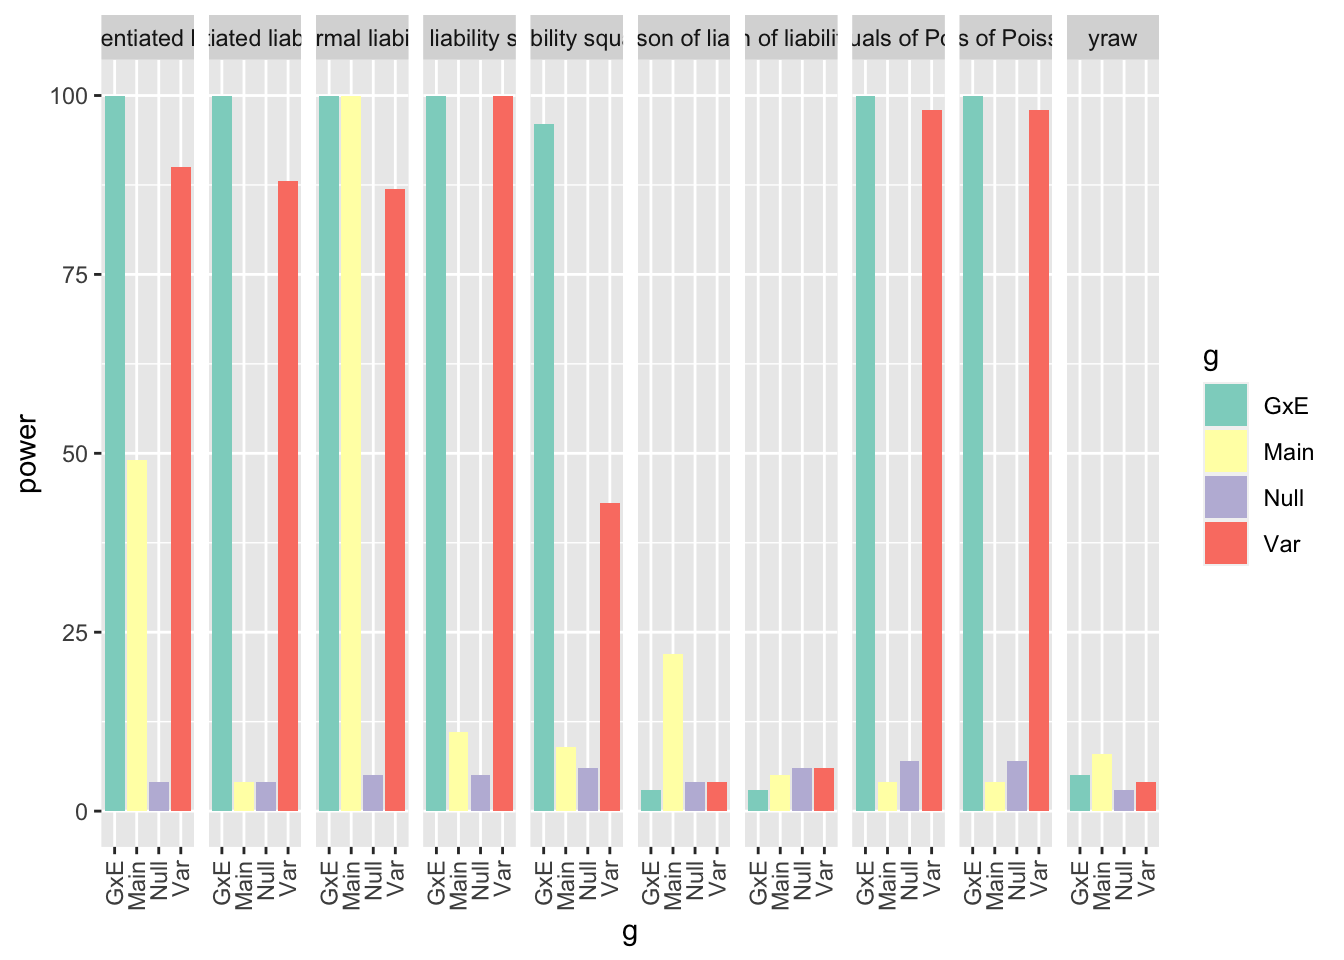 entiated l
tiated liab
rmal liabi
liability s
bility squa
son of lia
n of liabilit
uals of Po
s of Poiss
yraw
power
100
75
50
25
0
GxE Main Null Var
GxE Main Null Var
GxE Main Null Var
GxE Main Null Var
GxE Main Null Var
GxE Main Null Var
GxE Main Null Var
GxE Main Null Var
GxE Main Null Var
GxE Main Null Var
g
g
GxE
Main
Null
Var